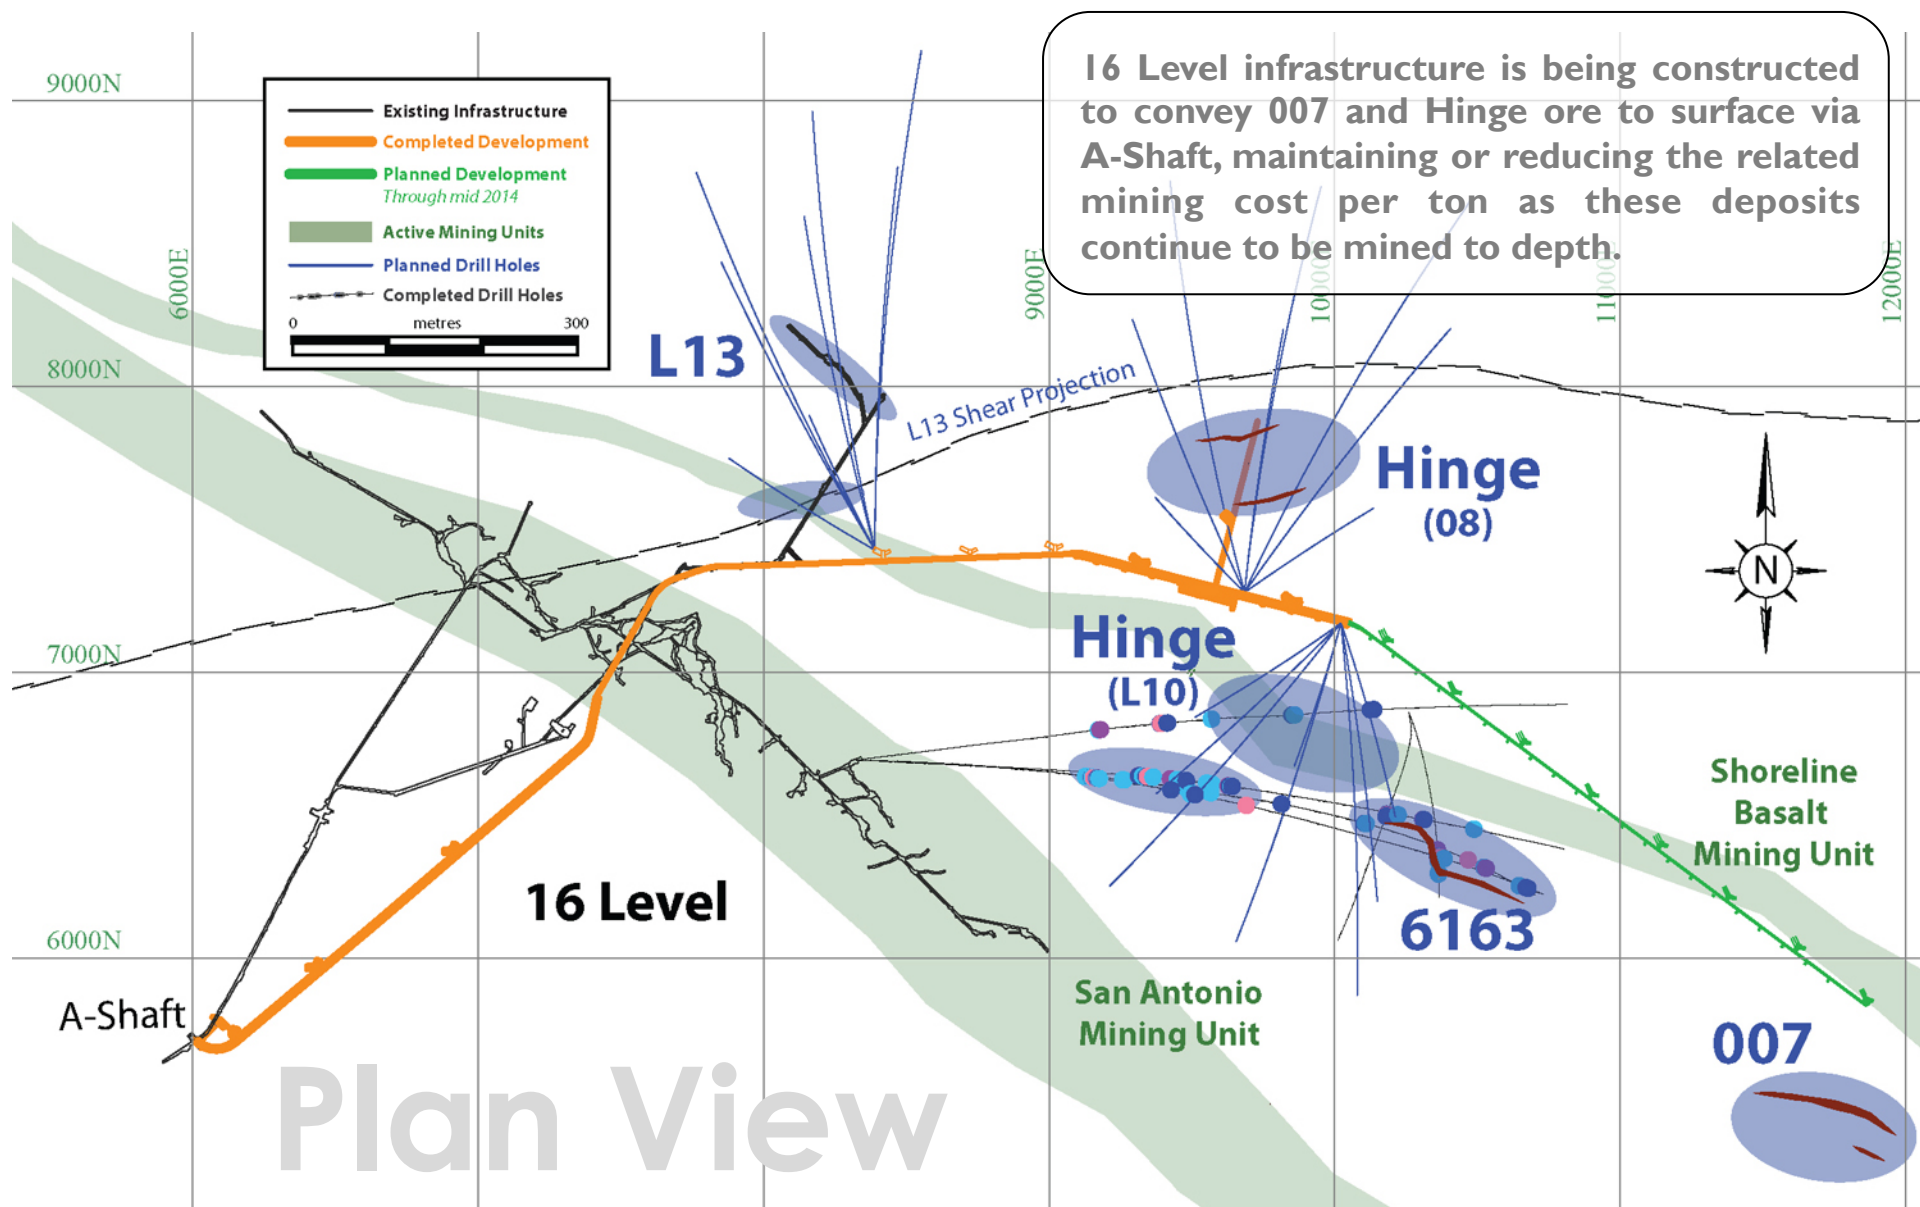 16 Level infrastructure is being constructed
to convey 007 and Hinge ore to surface via
A-Shaft, maintaining or reducing the related
mining cost per ton as these deposits
continue to be mined to depth.
9000N
Existing Infrastructure
Completed Development
Planned Development
Through mid 2014
Active Mining Units
Planned Drill Holes
Completed Drill Holes
0 metres 300
6000E
9000E
10000E
11000E
12000E
L13
8000N
L13 Shear Projection
Hinge
(08)
N
7000N
Hinge
(L10)
Shoreline
Basalt
Mining Unit
16 Level
6163
6000N
A-Shaft
San Antonio
Mining Unit
007
Plan View